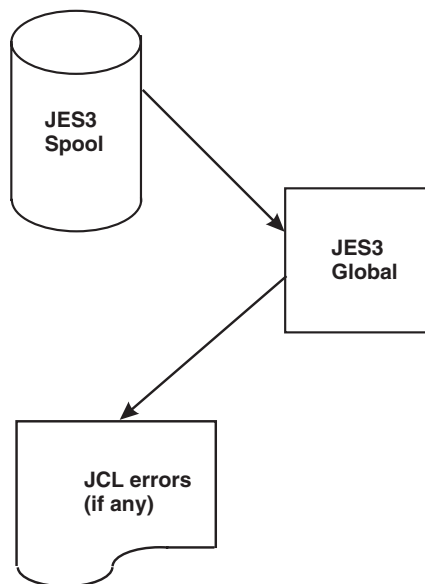 JES3
Spool
JES3
Global
JCL errors
(if any)